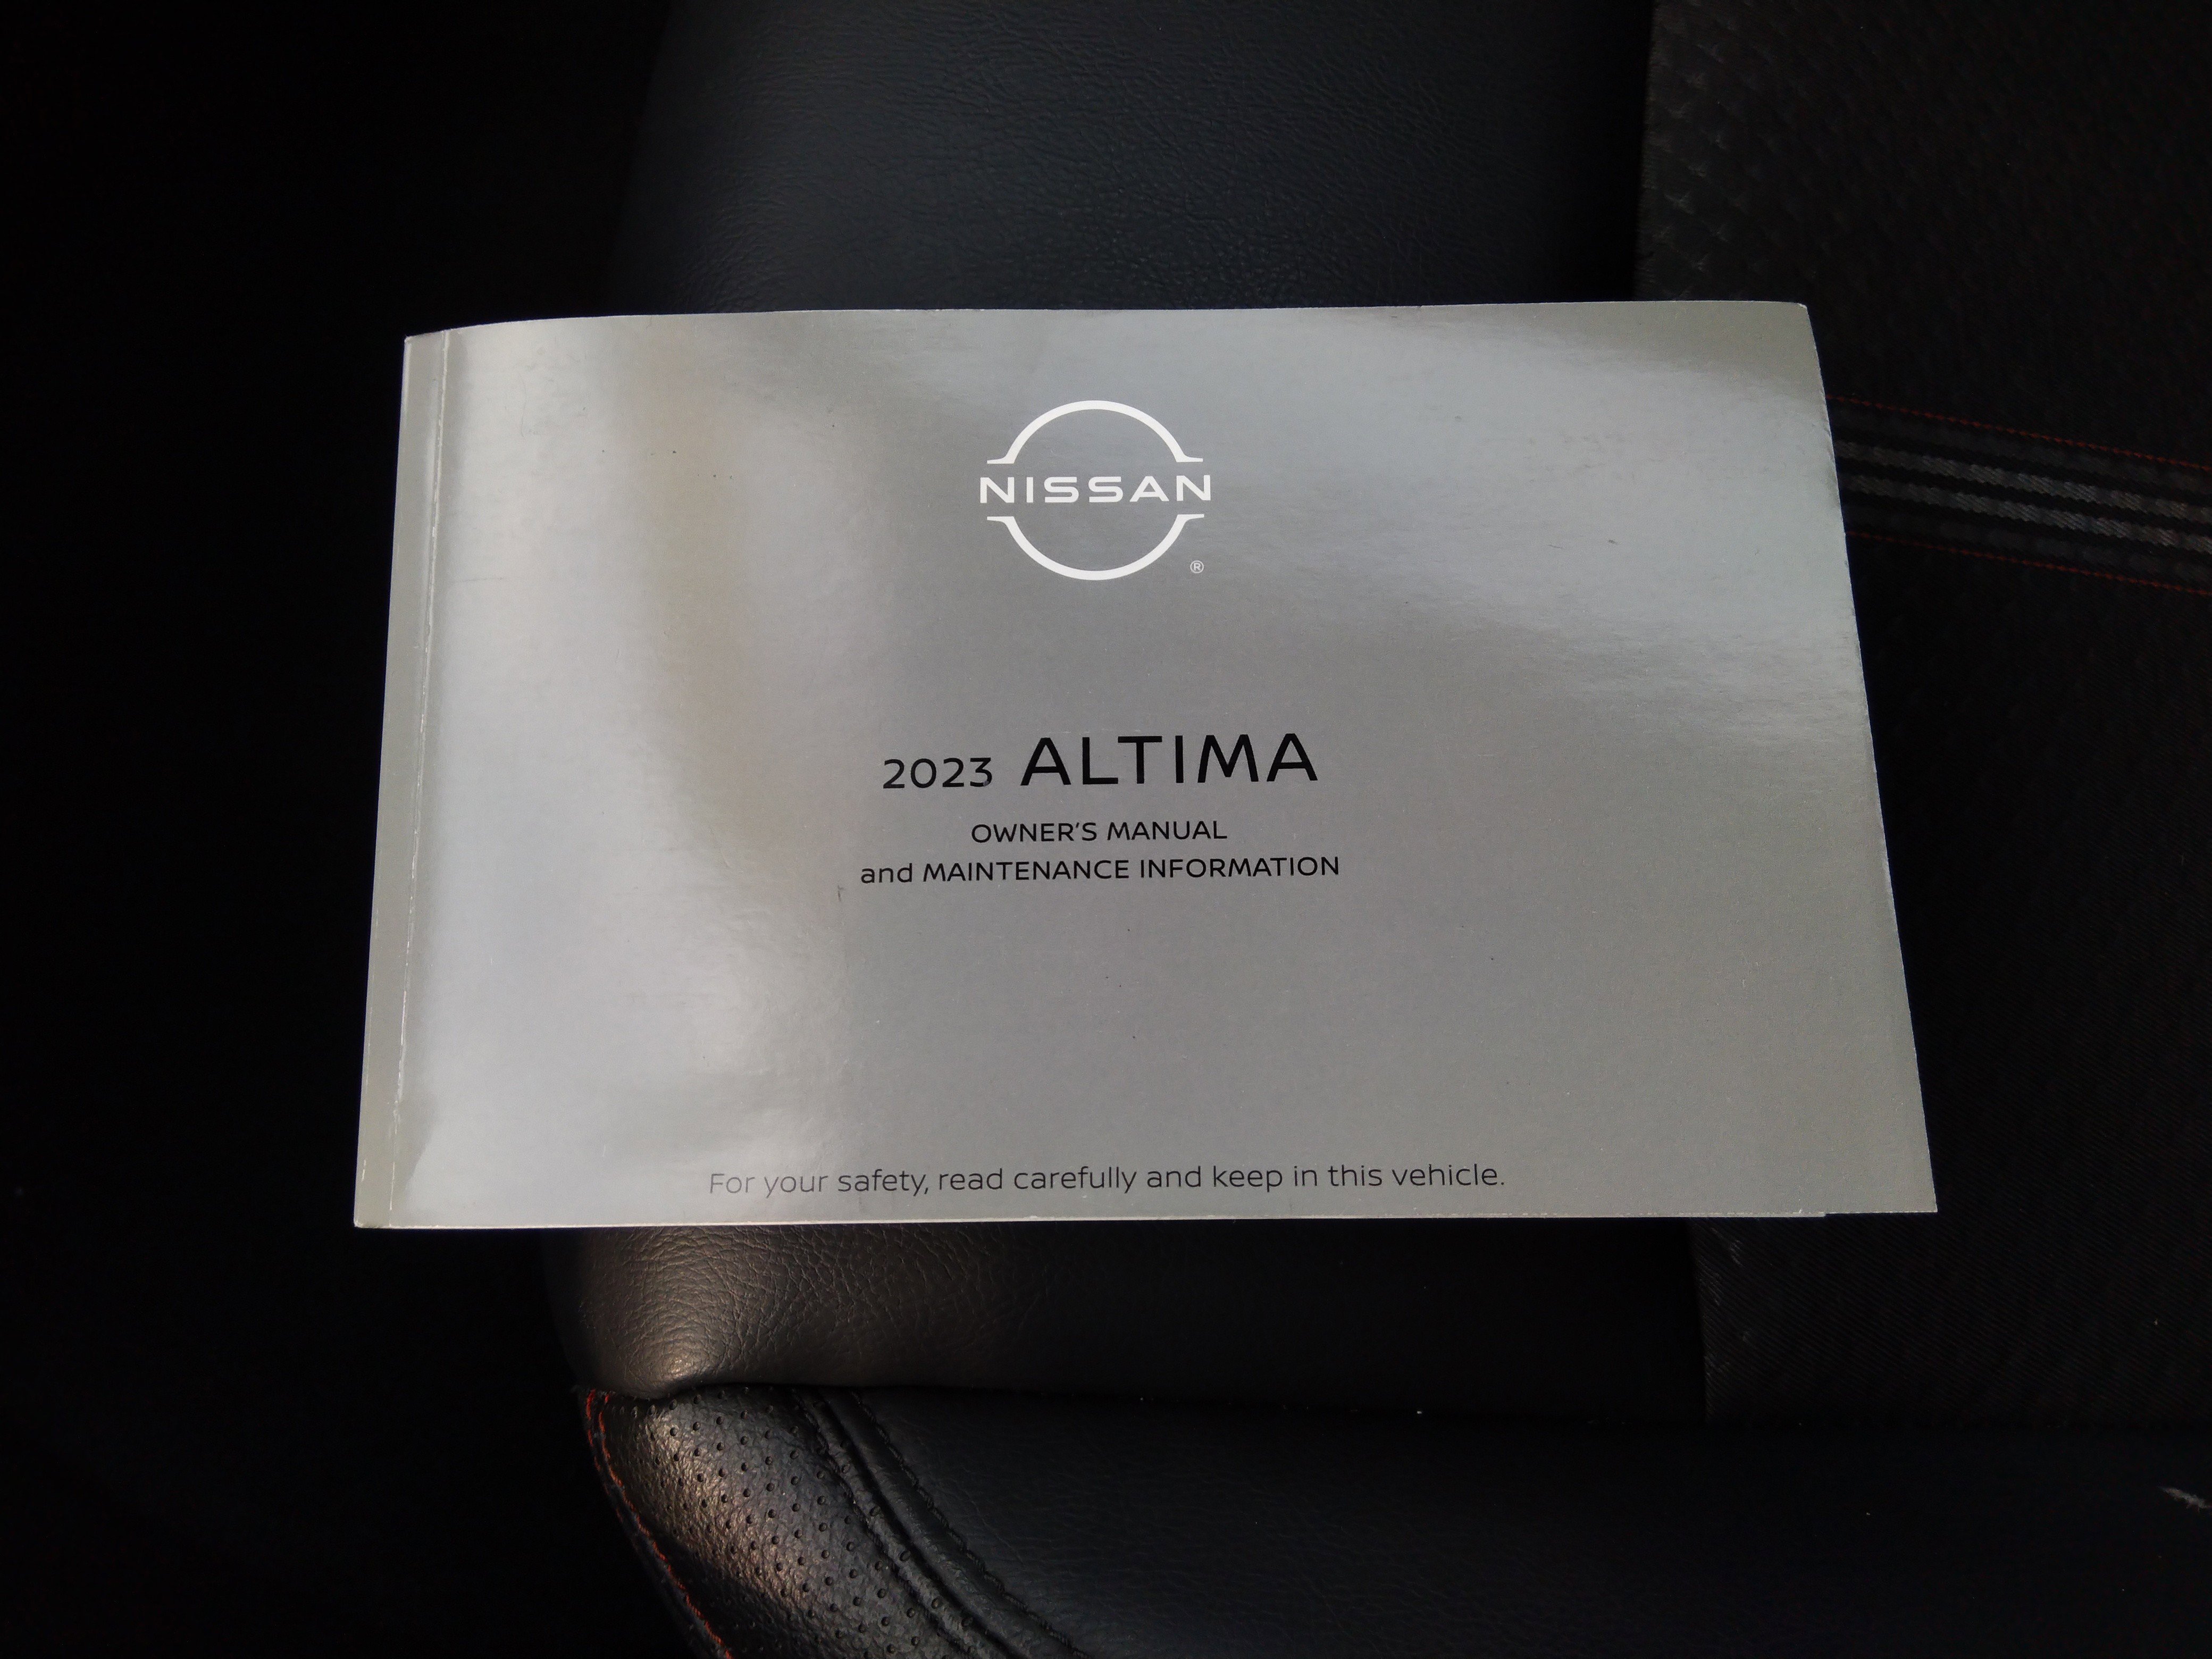 NISSAN
®
2023 ALTIMA
OWNER'S MANUAL
and MAINTENANCE INFORMATION
For your safety, read carefully and keep in this vehicle.